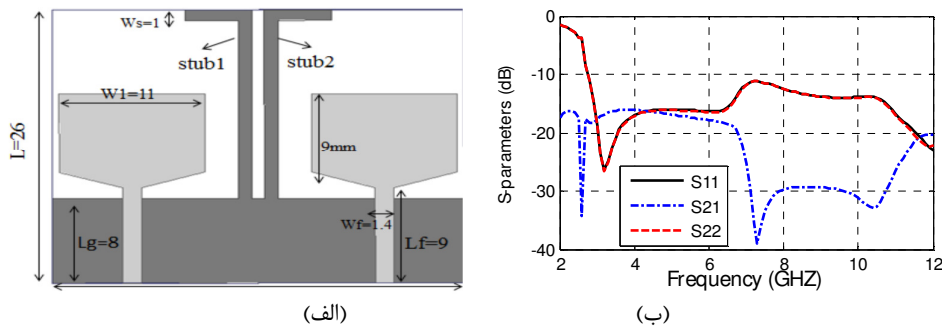 Ws=1
stub1
stub2
W1=11
L=26
9mm
Lg=8
Wf=1.4
Lf=9
(الف)
0
-10
-20
-30
-40
S-parameters (dB)
S11
S21
S22
2
4
6
8
10
12
Frequency (GHZ)
(ب)